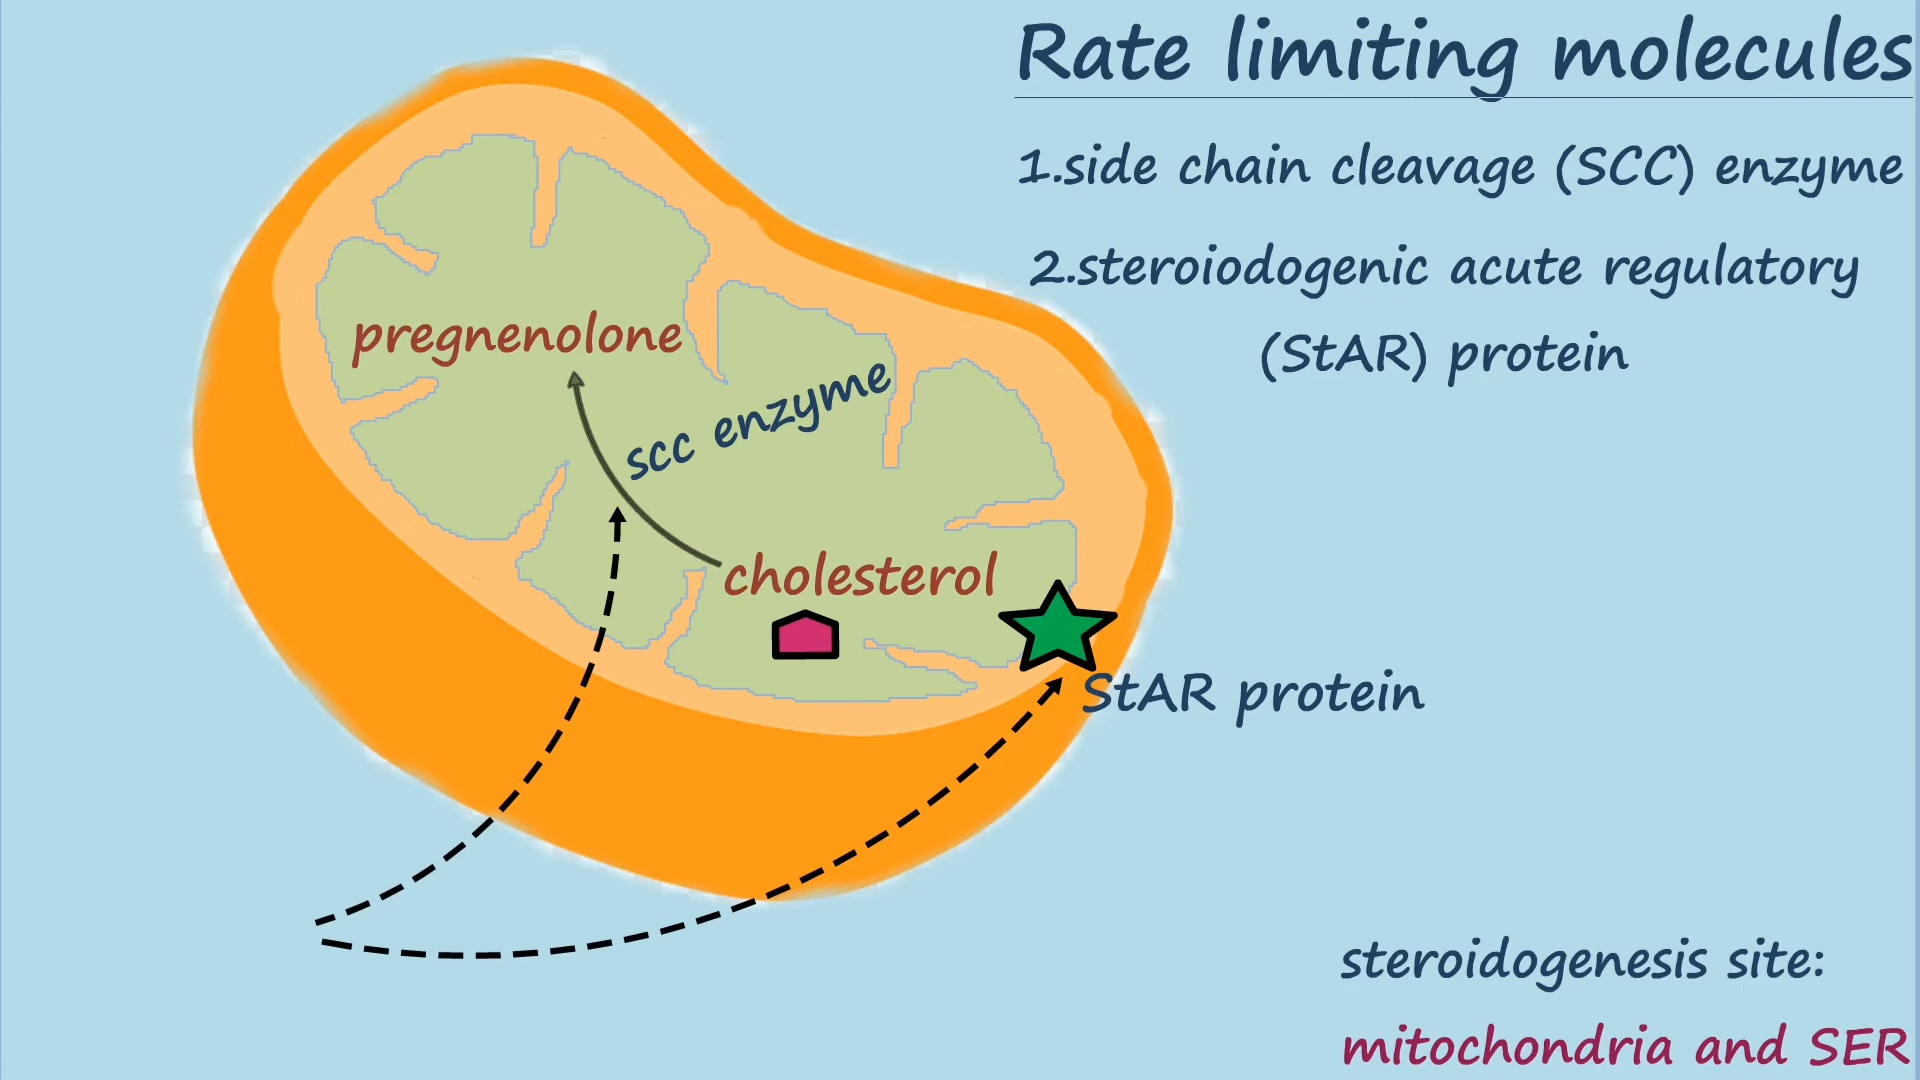 Rate limiting molecules
1.side chain cleavage (SCC) enzyme
2.steroiodogenic acute regulatory
(StAR) protein
pregnenolone
scc enzyme
cholesterol
StAR protein
steroidogenesis site:
mitochondria and SER